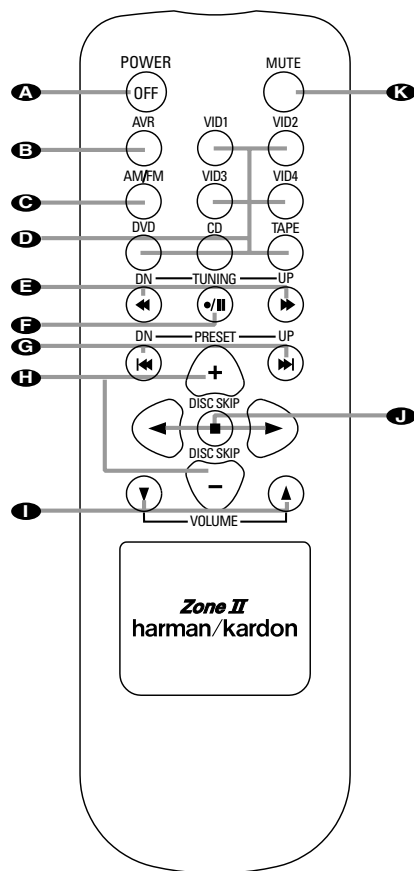 POWER MUTE
A OFF K
AVR VID1 VID2
B
AM/FM VID3 VID4
C
D DVD CD TAPE
E DN TUNING UP
F
G DN PRESET UP
H +
DISC SKIP
J
DISC SKIP
−
I VOLUME
Zone II
harman/kardon